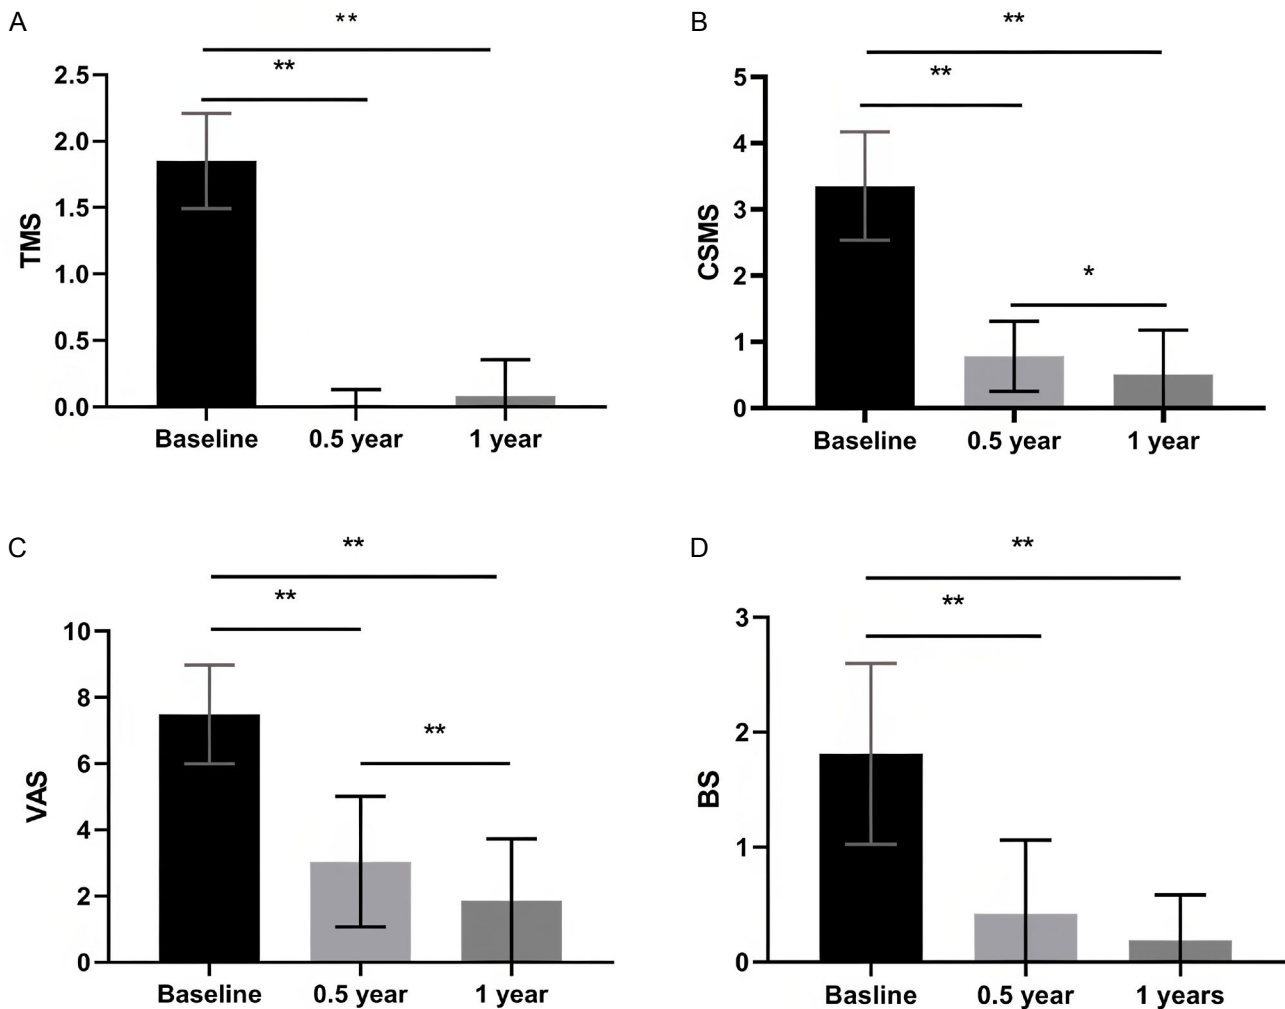 A
**
**
TMS
2.5
2.0
1.5
1.0
0.5
0.0
Baseline 0.5 year 1 year
B
**
**
*
CSMS
5
4
3
2
1
0
Baseline 0.5 year 1 year
C
**
**
**
VAS
10
8
6
4
2
0
Baseline 0.5 year 1 year
D
**
**
BS
3
2
1
0
Basline 0.5 year 1 years